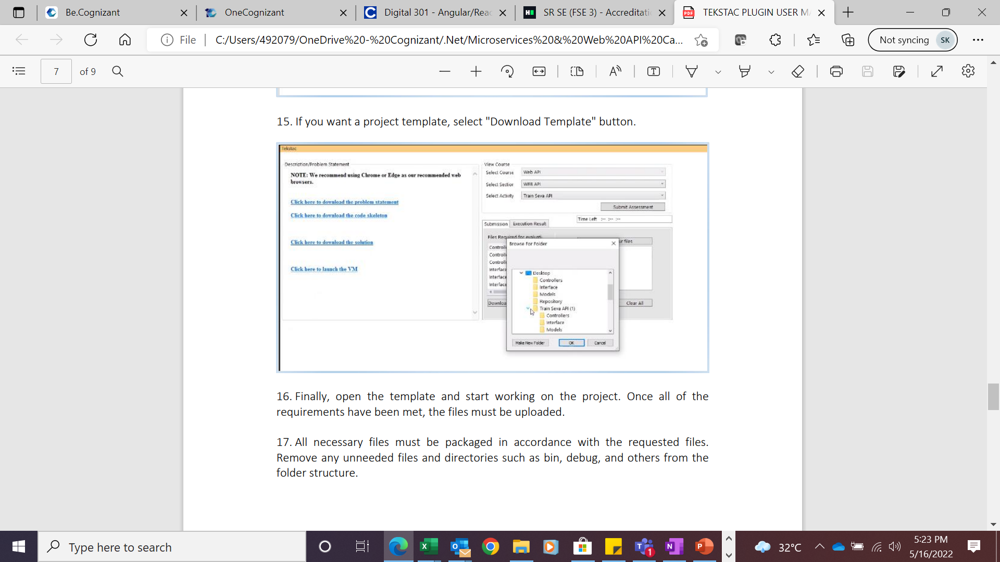 Be.Cognizant
OneCognizant
Digital 301 - Angular/Reac
SR SE (FSE 3) - Accreditati
TEKSTAC PLUGIN USER MA
File
C:/Users/492079/OneDrive%20-%20Cognizant/.Net/Microservices%20&%20Web%20API%20Ca...
Not syncing SK
7 of 9
15. If you want a project template, select "Download Template" button.
Tekstac
Description/Problem Statement
NOTE: We recommend using Chrome or Edge as our recommended web
browsers.
Click here to download the problem statement
Click here to download the code skeleton
Click here to download the solution
Click here to launch the VM
View Course
Select Course Web API
Select Section WEB API
Select Activity Train Seva API
Submit Assessment
Time Left :-- :-- :--
Submission Execution Result
Files Required for evaluati
ur files
Controll
Controll
Controll
Interface
Interface
Interface
Downloa
Clear All
Browse For Folder
Desktop
Controllers
Interface
Models
Repository
Train Seva API (1)
Controllers
Interface
Models
Make New Folder OK Cancel
16. Finally, open the template and start working on the project. Once all of the
requirements have been met, the files must be uploaded.
17. All necessary files must be packaged in accordance with the requested files.
Remove any unneeded files and directories such as bin, debug, and others from the
folder structure.
Type here to search
1
32°C
5:23 PM
5/16/2022